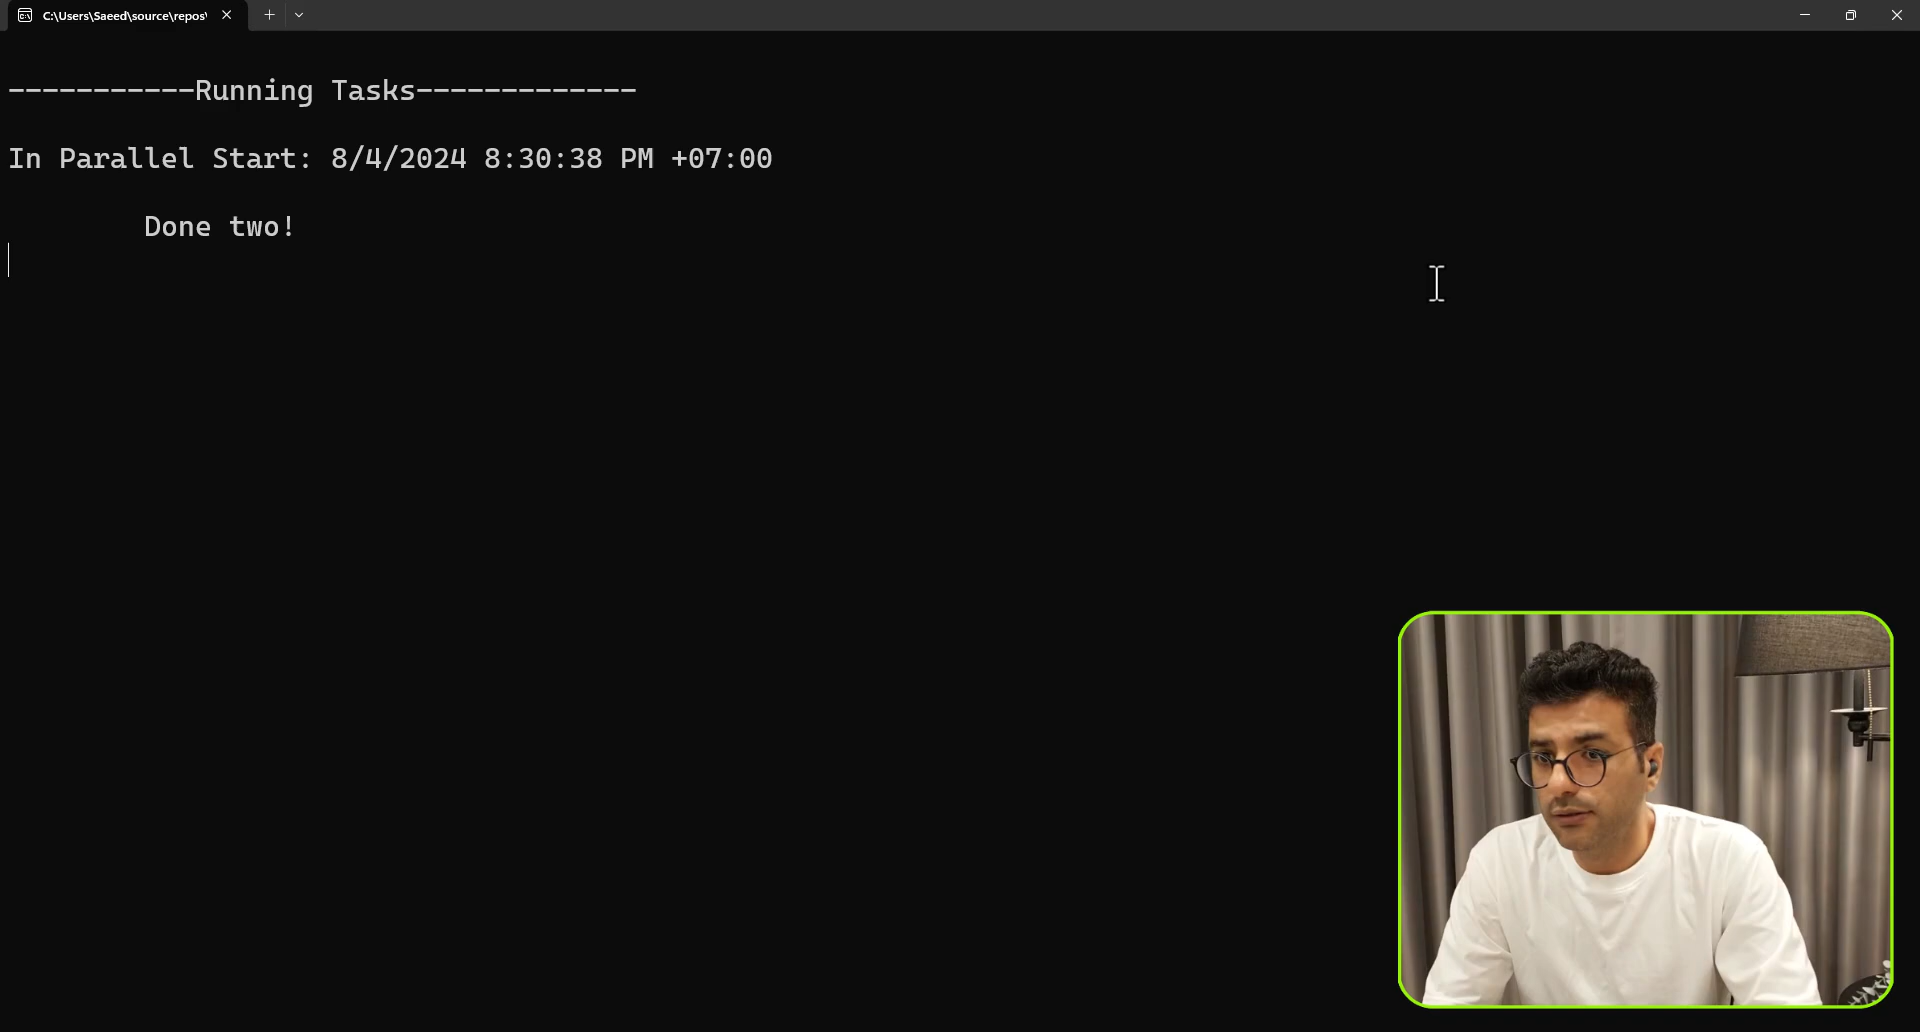 C:\Users\Saeed\source\repos\
-----------Running Tasks-------------
In Parallel Start: 8/4/2024 8:30:38 PM +07:00
Done two!